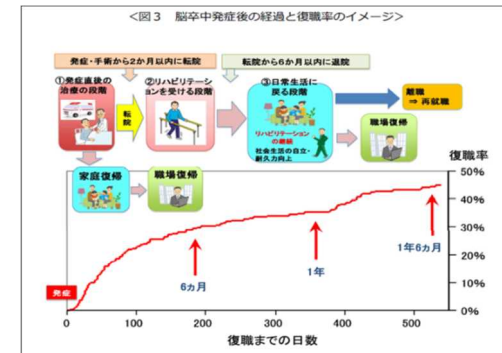 <図3 脳卒中発症後の経過と復職率のイメージ>
発症・手術から2か月以内に転院
転院から6か月以内に退院
①発症直後の
治療の段階
転院
②リハビリテーシ
ョンを受ける段階
③日常生活に
戻る段階
リハビリテーション
の継続
社会生活の自立・
耐久力向上
離職
⇒ 再就職
職場復帰
家庭復帰
職場復帰
復職率
50%
40%
30%
20%
10%
0%
6ヵ月
1年
1年6ヵ月
発症
0
100
200
300
400
500
復職までの日数